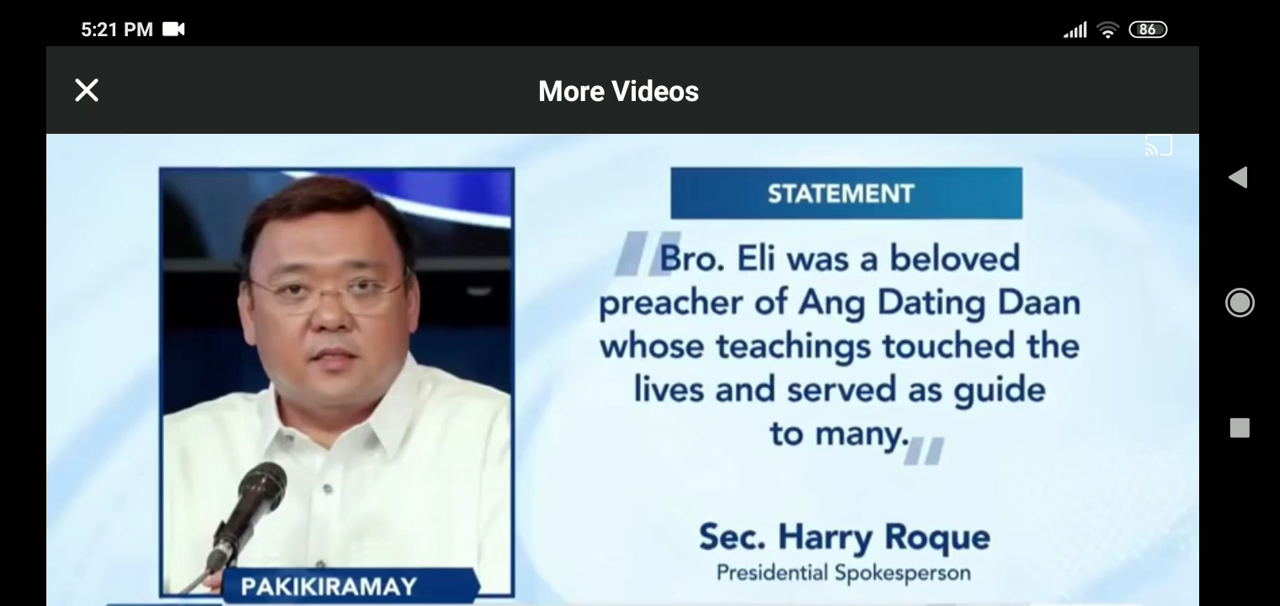 5:21 PM
86
More Videos
STATEMENT
"Bro. Eli was a beloved
preacher of Ang Dating Daan
whose teachings touched the
lives and served as guide
to many."
Sec. Harry Roque
Presidential Spokesperson
PAKIKIRAMAY